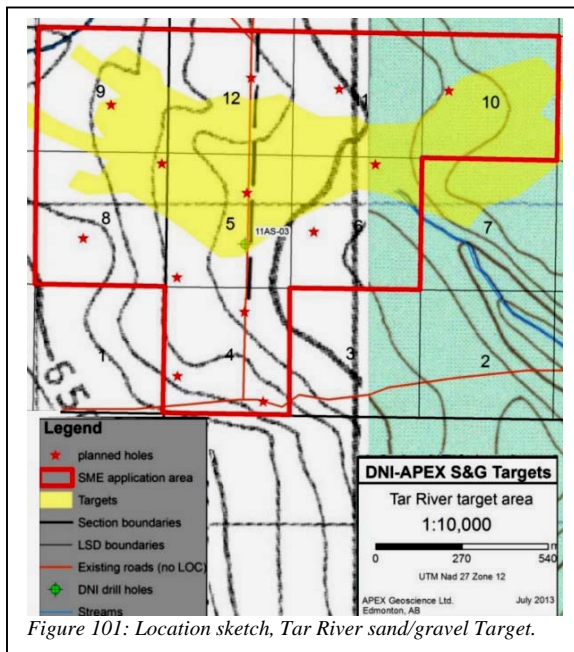 9
12
11
10
8
5
11AS-03
6
7
1
4
3
2
65
Legend
planned holes
SME application area
Targets
Section boundaries
LSD boundaries
Existing roads (no LOC)
DNI drill holes
Streams
DNI-APEX S&G Targets
Tar River target area
1:10,000
0 270 540
m
UTM Nad 27 Zone 12
APEX Geoscience Ltd. July 2013
Edmonton, AB
Figure 101: Location sketch, Tar River sand/gravel Target.